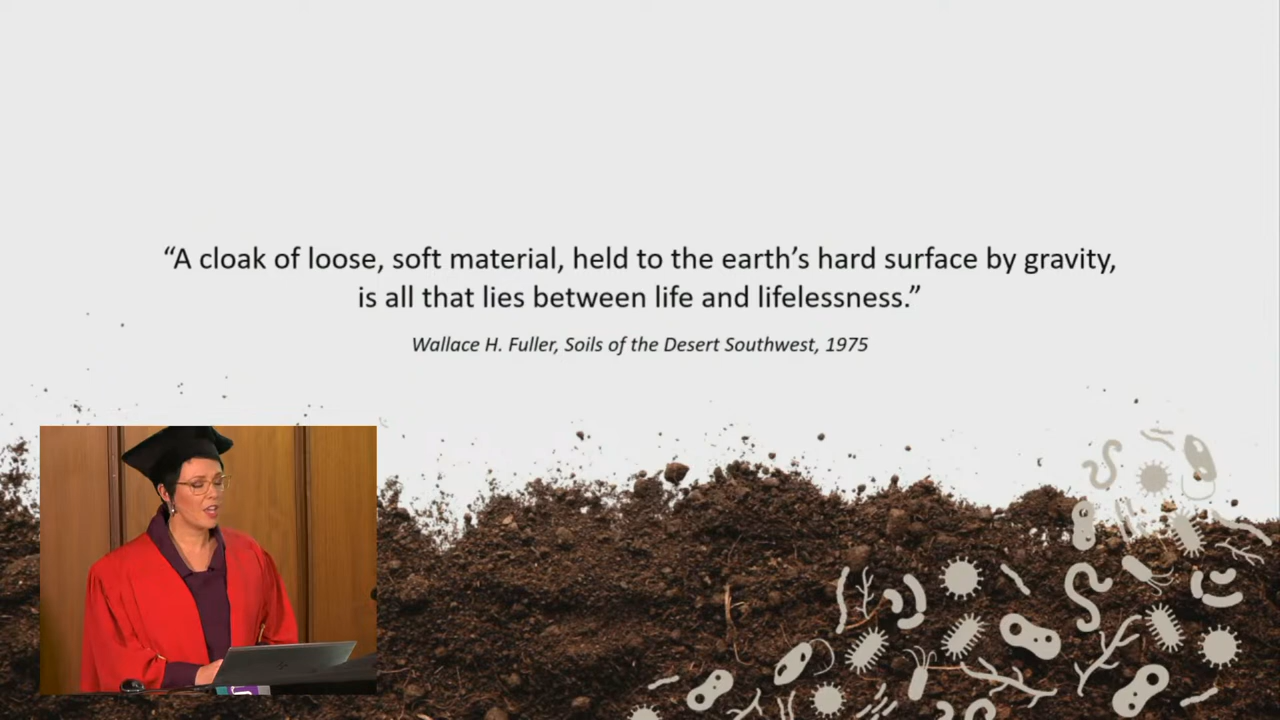 “A cloak of loose, soft material, held to the earth’s hard surface by gravity,
is all that lies between life and lifelessness.”
Wallace H. Fuller, Soils of the Desert Southwest, 1975